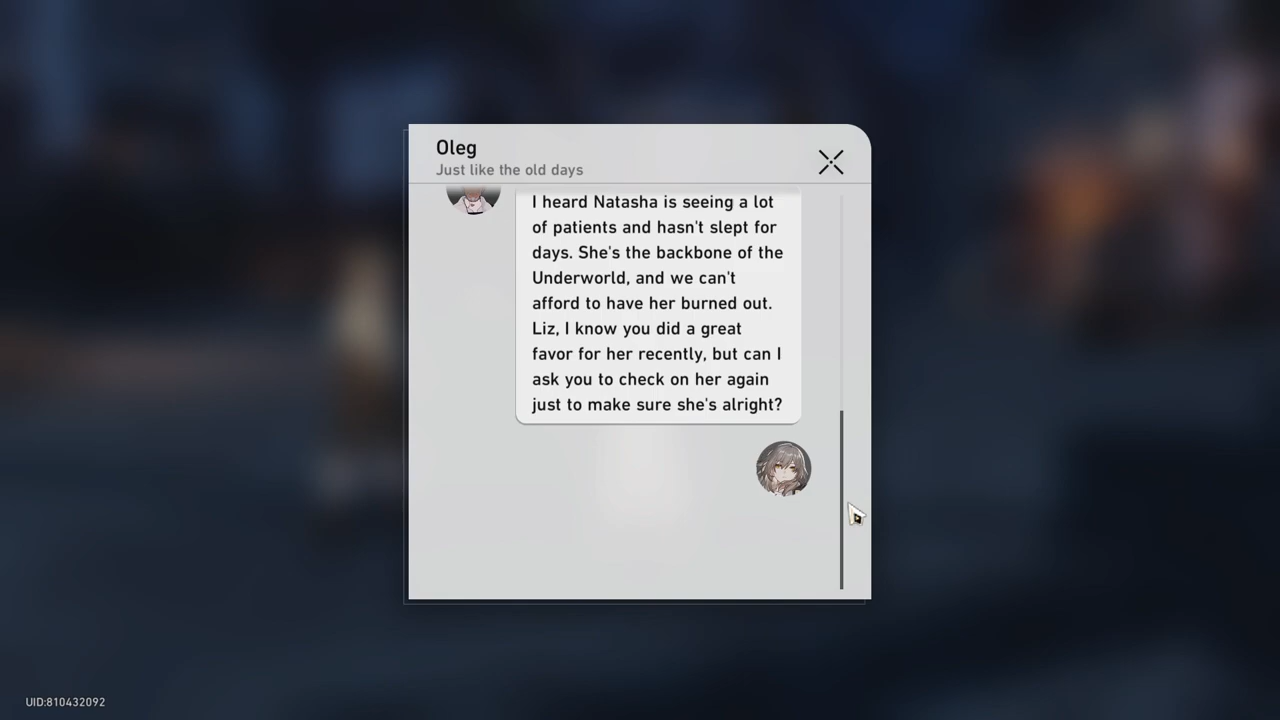 Oleg
Just like the old days
I heard Natasha is seeing a lot
of patients and hasn't slept for
days. She's the backbone of the
Underworld, and we can't
afford to have her burned out.
Liz, I know you did a great
favor for her recently, but can I
ask you to check on her again
just to make sure she's alright?
UID:810432092